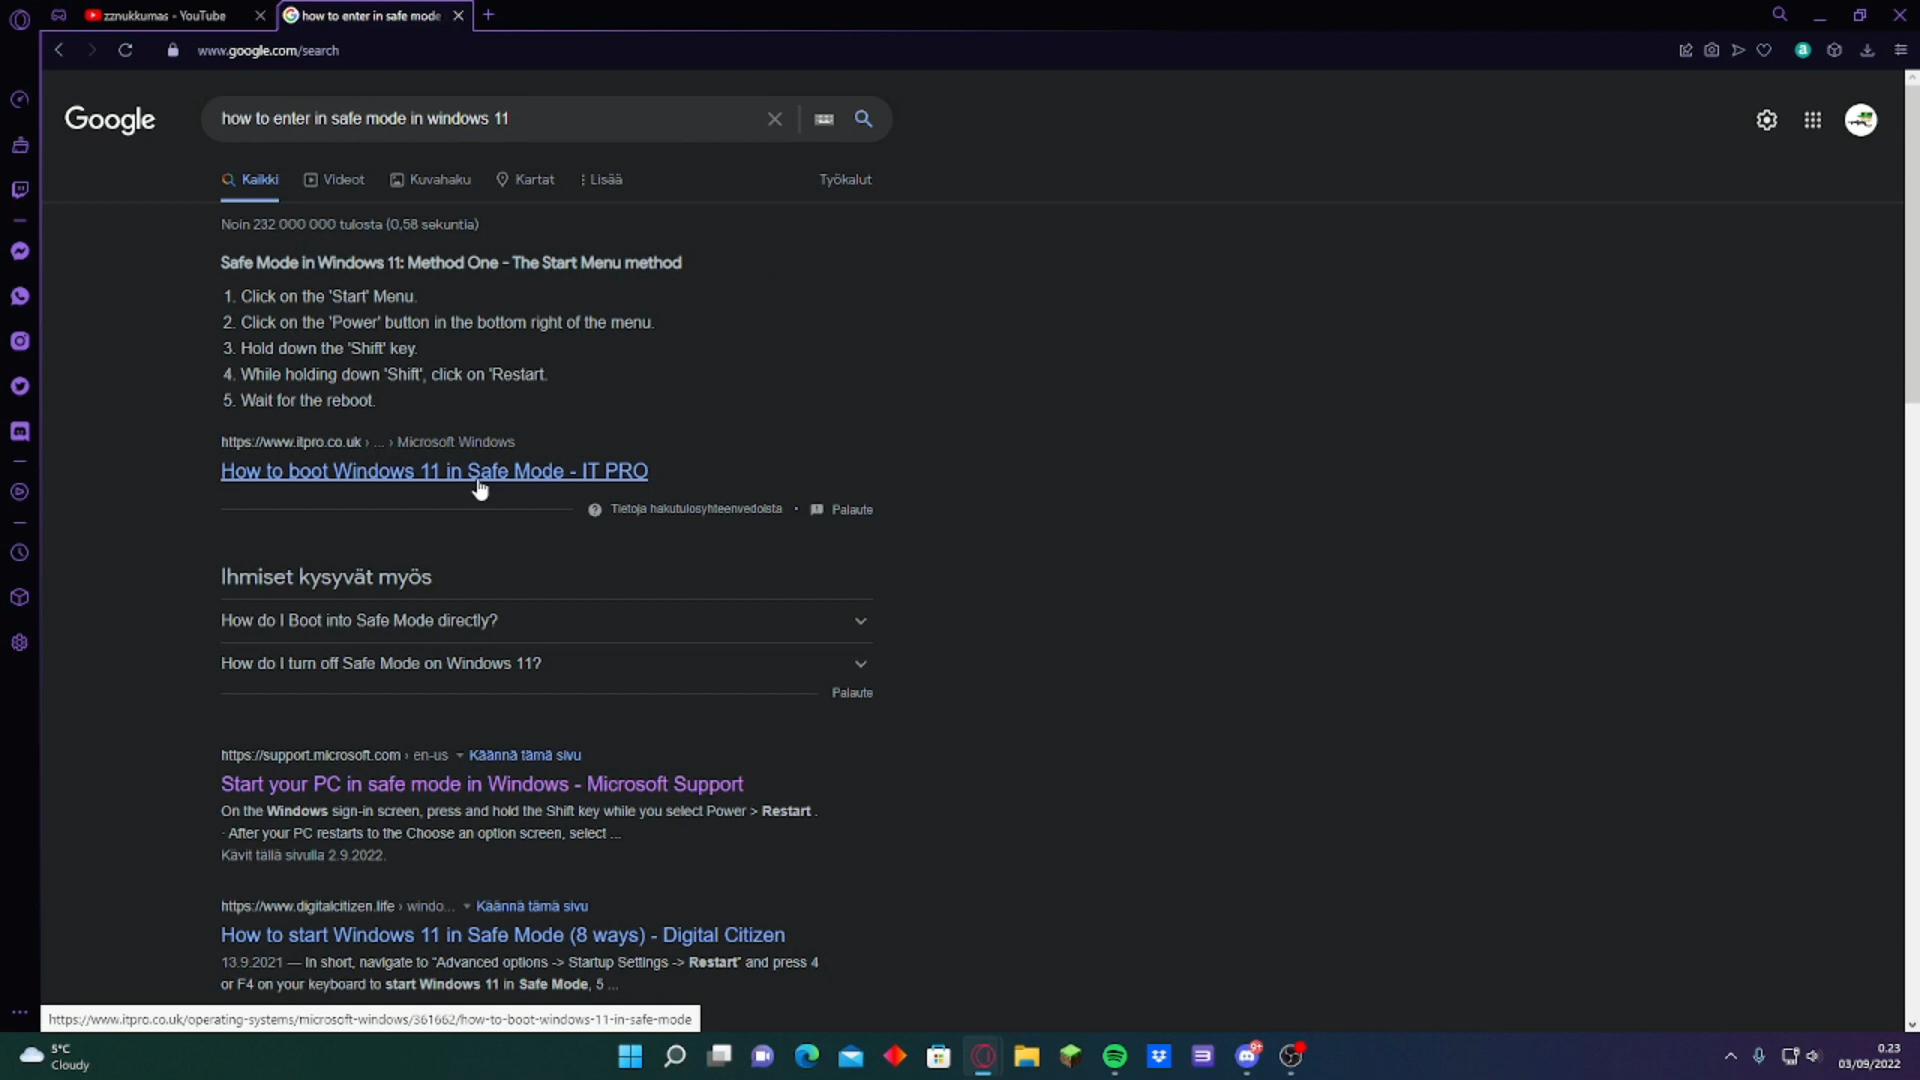 zznukkumas - YouTube
how to enter in safe mode
www.google.com/search
Google
how to enter in safe mode in windows 11
Kaikki
Videot
Kuvahaku
Kartat
Lisää
Työkalut
Noin 232 000 000 tulosta (0,58 sekuntia)
Safe Mode in Windows 11: Method One - The Start Menu method
1. Click on the 'Start' Menu.
2. Click on the 'Power' button in the bottom right of the menu.
3. Hold down the 'Shift' key.
4. While holding down 'Shift', click on 'Restart.
5. Wait for the reboot.
https://www.itpro.co.uk › ... › Microsoft Windows
How to boot Windows 11 in Safe Mode - IT PRO
Tietoja hakutulosyhteenvedoista • Palaute
Ihmiset kysyvät myös
How do I Boot into Safe Mode directly?
How do I turn off Safe Mode on Windows 11?
Palaute
https://support.microsoft.com › en-us Käännä tämä sivu
Start your PC in safe mode in Windows - Microsoft Support
On the Windows sign-in screen, press and hold the Shift key while you select Power > Restart .
· After your PC restarts to the Choose an option screen, select ...
Kävit tällä sivulla 2.9.2022.
https://www.digitalcitizen.life › windo... Käännä tämä sivu
How to start Windows 11 in Safe Mode (8 ways) - Digital Citizen
13.9.2021 — In short, navigate to "Advanced options -> Startup Settings -> Restart" and press 4
or F4 on your keyboard to start Windows 11 in Safe Mode, 5 ...
https://www.itpro.co.uk/operating-systems/microsoft-windows/361662/how-to-boot-windows-11-in-safe-mode
5°C
Cloudy
9+
0.23
03/09/2022